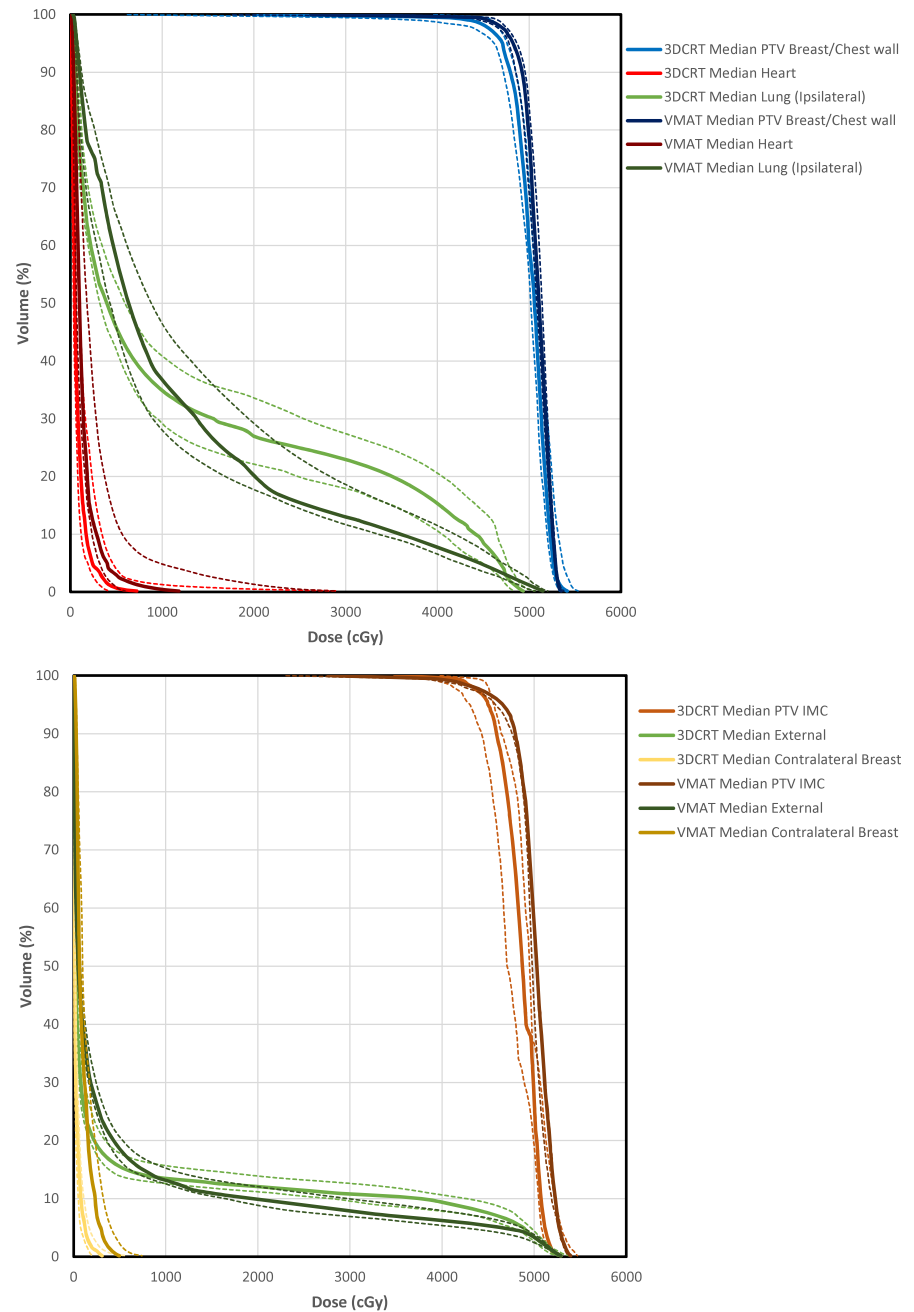 100
90
80
70
60
50
40
30
20
10
0
Volume (%)
0 1000 2000 3000 4000 5000 6000
Dose (cGy)
3DCRT Median PTV Breast/Chest wall
3DCRT Median Heart
3DCRT Median Lung (Ipsilateral)
VMAT Median PTV Breast/Chest wall
VMAT Median Heart
VMAT Median Lung (Ipsilateral)
100
90
80
70
60
50
40
30
20
10
0
Volume (%)
0 1000 2000 3000 4000 5000 6000
Dose (cGy)
3DCRT Median PTV IMC
3DCRT Median External
3DCRT Median Contralateral Breast
VMAT Median PTV IMC
VMAT Median External
VMAT Median Contralateral Breast